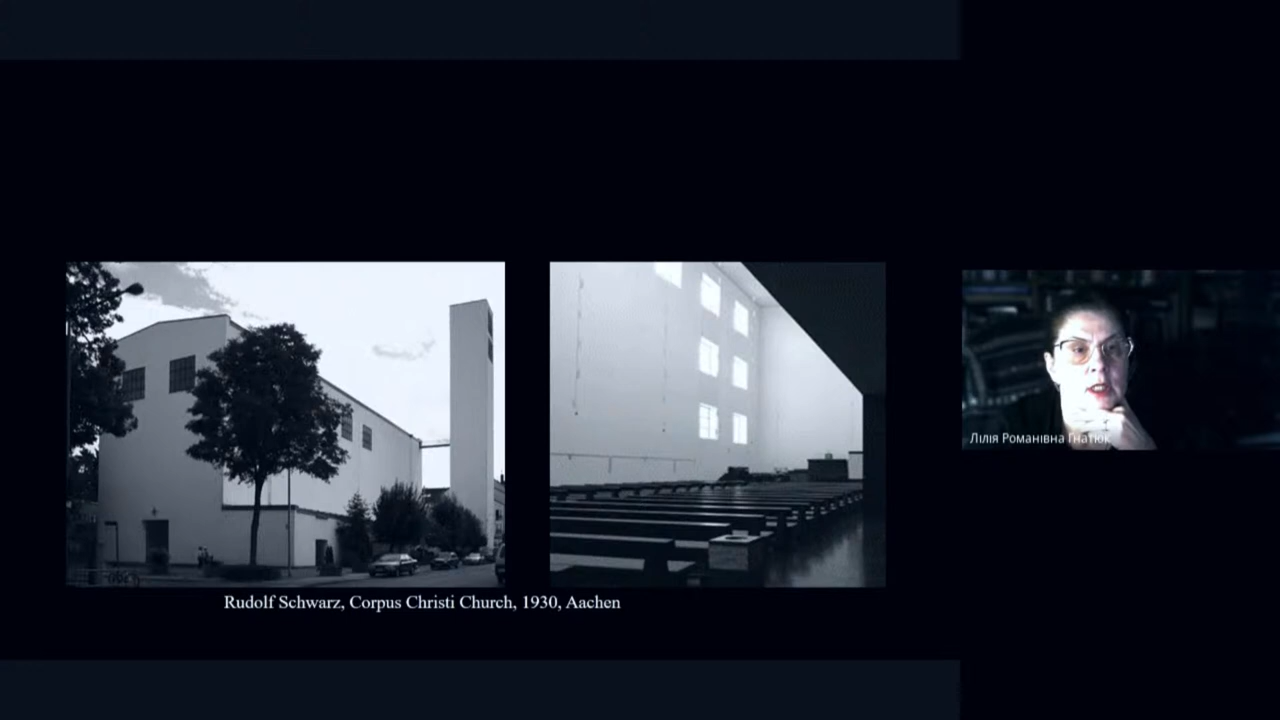 Rudolf Schwarz, Corpus Christi Church, 1930, Aachen
Лілія Романівна Гнатюк